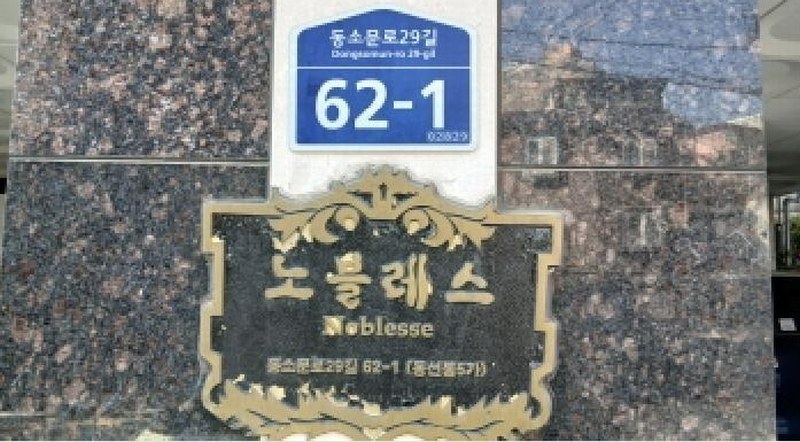 동소문로29길
Dongsomun-ro 29-gil
62-1
02829
노블레스
Noblesse
동소문로29길 62-1 (동선동5가)